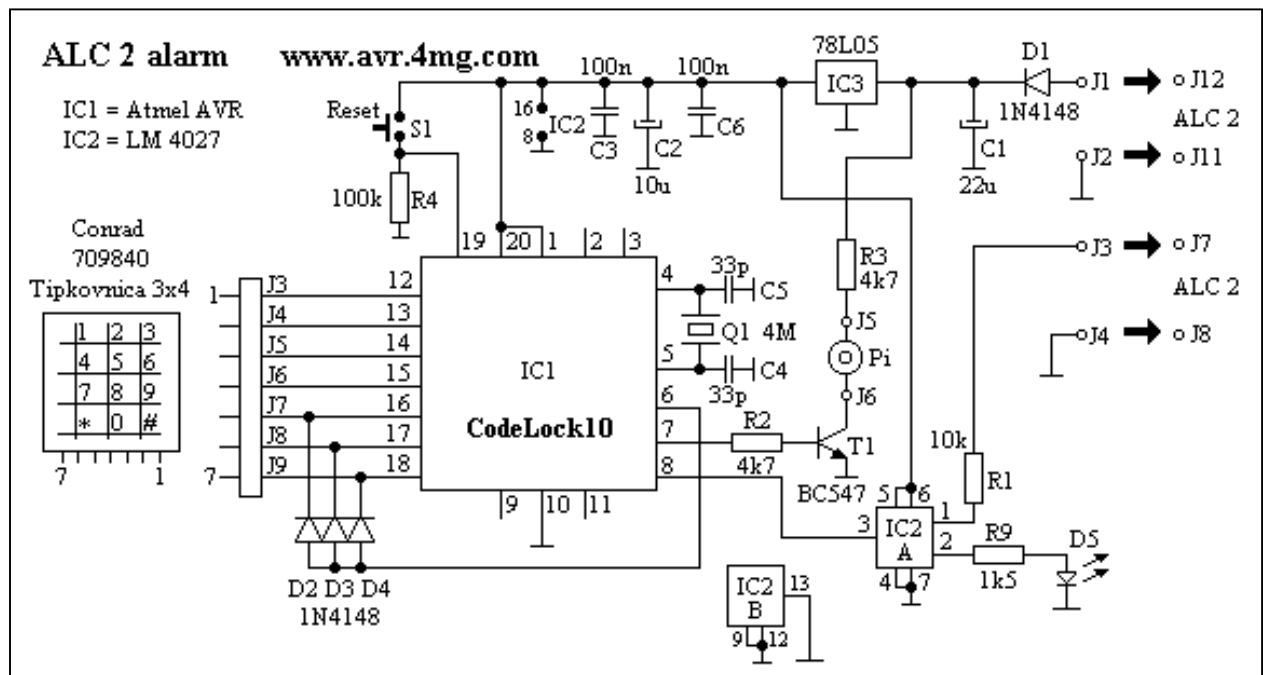 ALC 2 alarm www.avr.4mg.com
IC1 = Atmel AVR
IC2 = LM 4027
Reset
S1
100k
R4
16
8
IC2
100n
C3
C2
10u
100n
C6
78L05
IC3
D1
1N4148
C1
22u
J1
J12
ALC 2
J2
J11
J3
J7
ALC 2
J4
J8
Conrad
709840
Tipkovnica 3x4
1 2 3
4 5 6
7 8 9
* 0 #
7 1
1
7
J3
J4
J5
J6
J7
J8
J9
12
13
14
15
16
17
18
19 20 1 2 3
IC1
CodeLock10
4
5
6
7
8
9 10 11
33p
C5
Q1 4M
C4
33p
R3
4k7
J5
Pi
J6
R2
4k7
T1
BC547
10k
R1
5 6
3
IC2
A
1
2
4 7
R9
1k5
D5
D2 D3 D4
1N4148
IC2
B
13
9 12